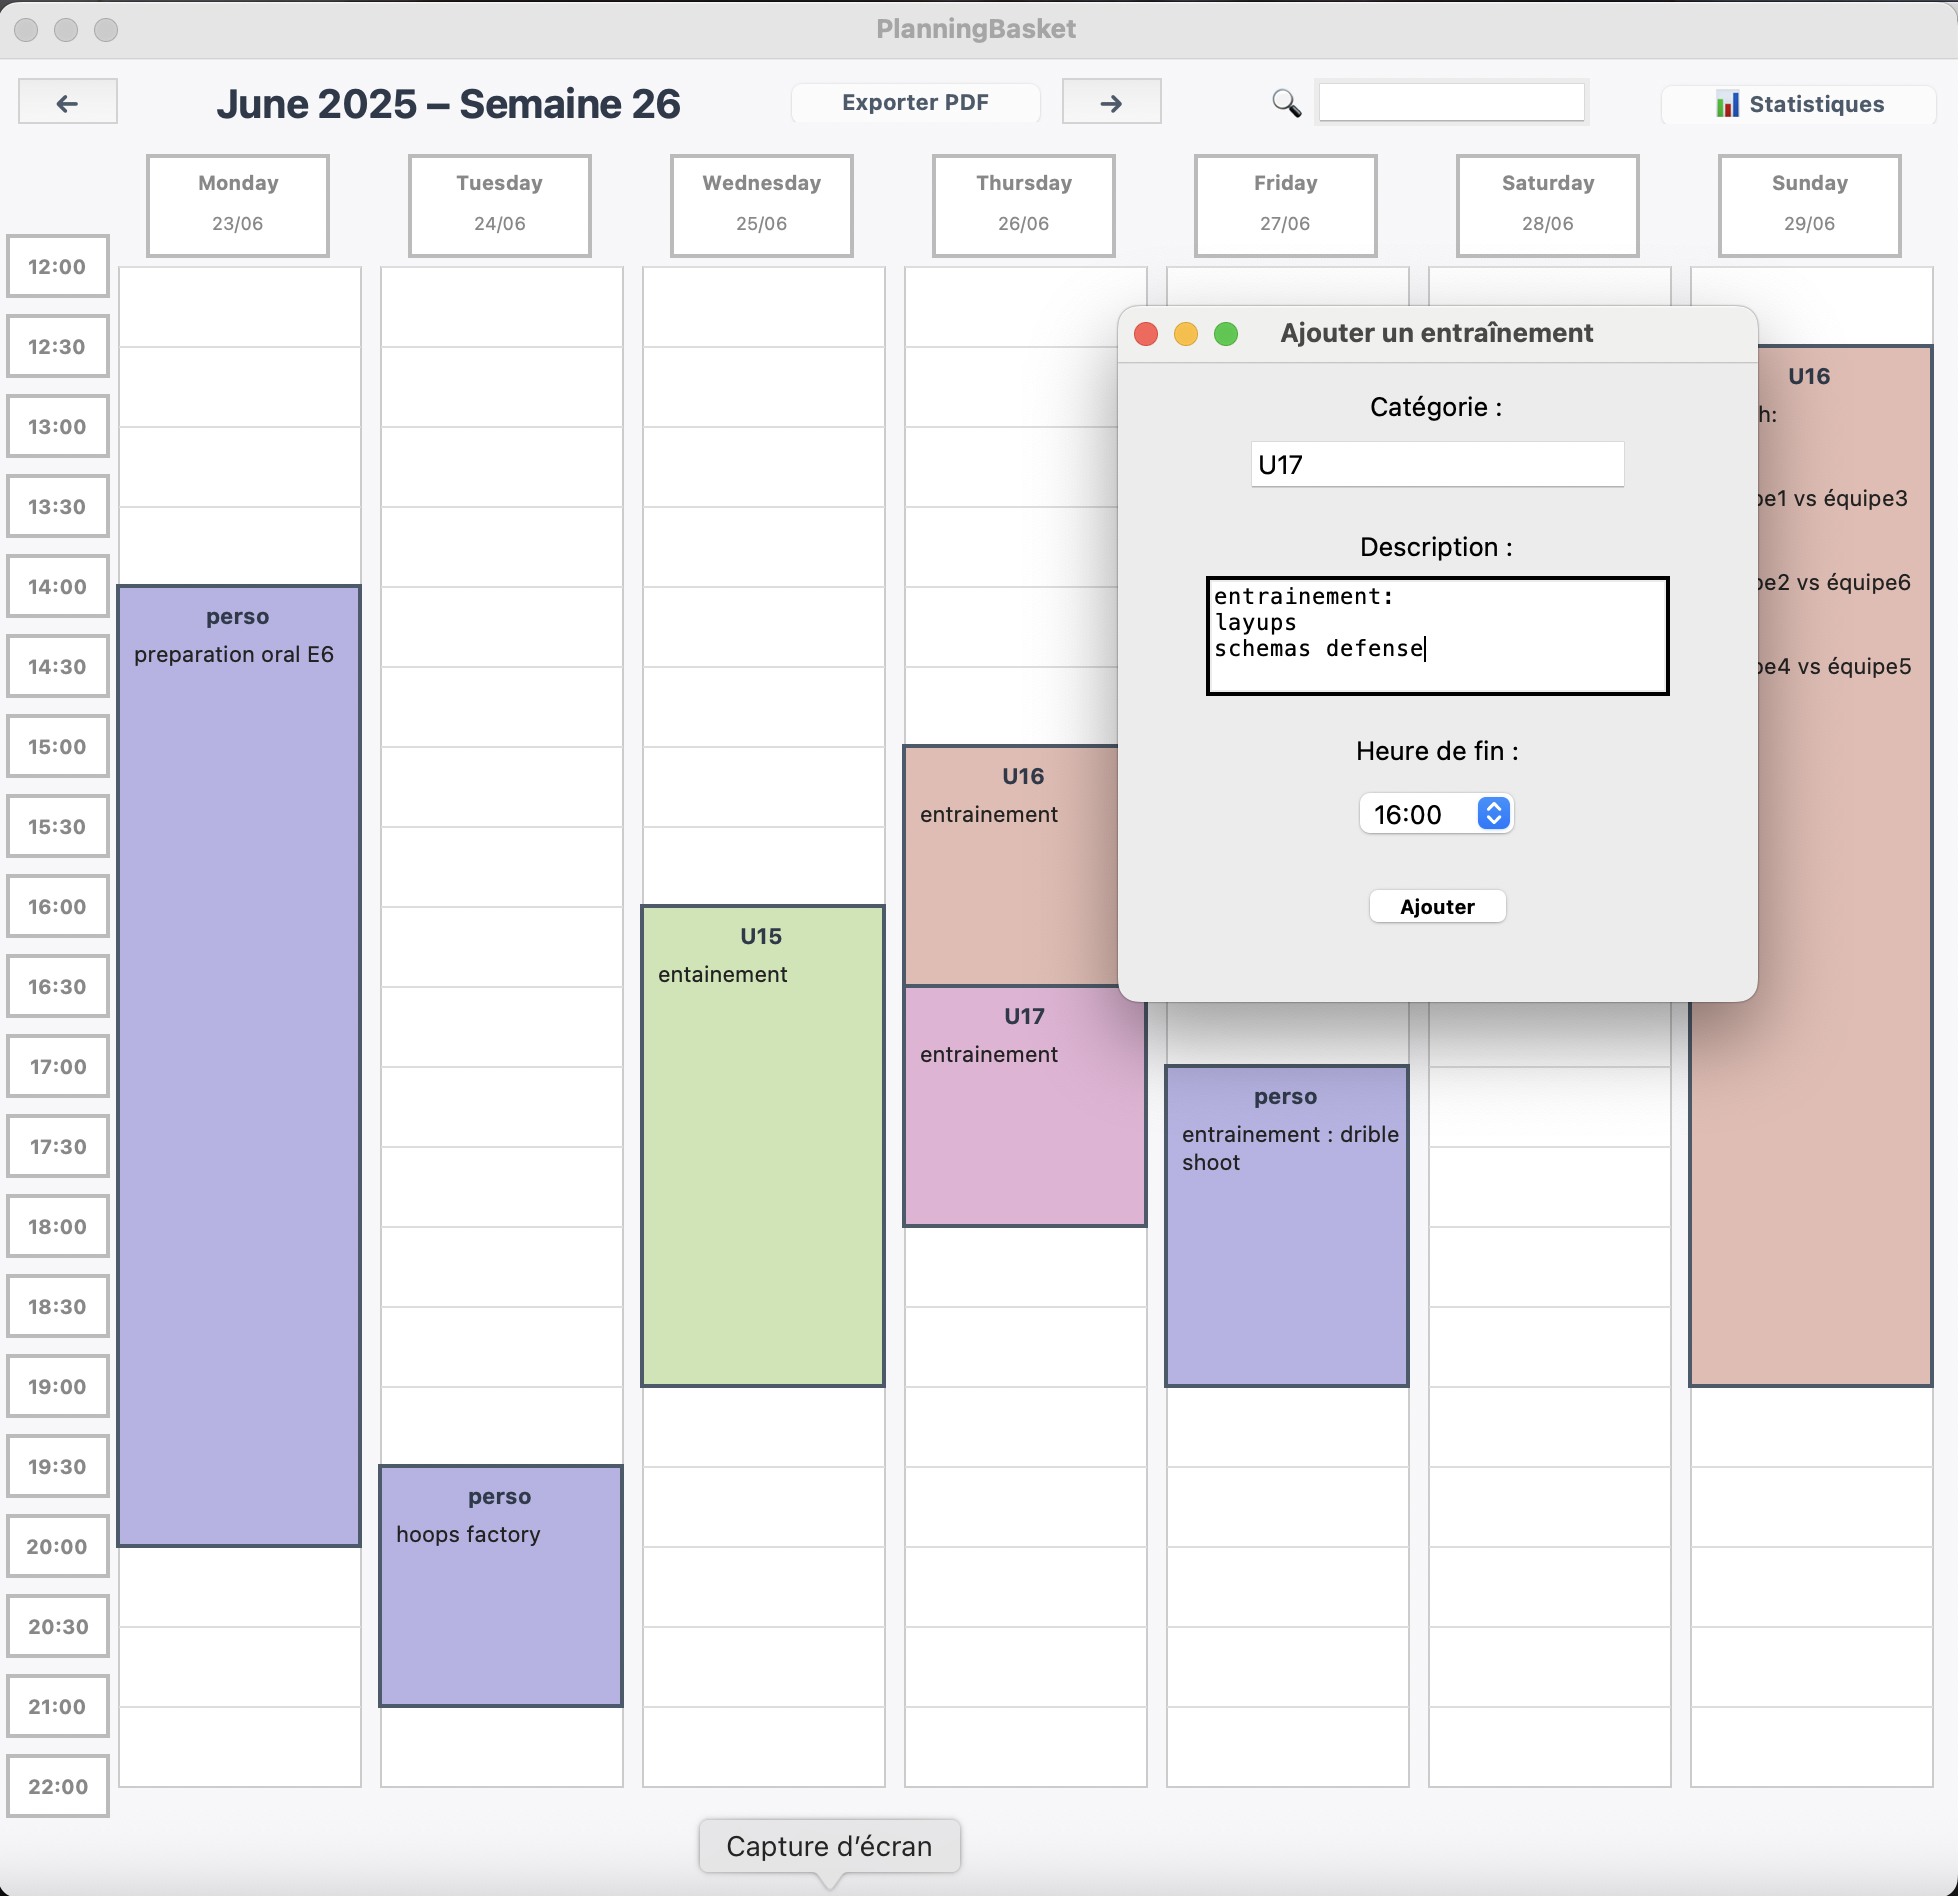 PlanningBasket
←
June 2025 – Semaine 26
Exporter PDF
→
Statistiques
Monday
23/06
Tuesday
24/06
Wednesday
25/06
Thursday
26/06
Friday
27/06
Saturday
28/06
Sunday
29/06
12:00
12:30
13:00
13:30
14:00
14:30
15:00
15:30
16:00
16:30
17:00
17:30
18:00
18:30
19:00
19:30
20:00
20:30
21:00
22:00
perso
preparation oral E6
perso
hoops factory
U15
entainement
U16
entrainement
U17
entrainement
perso
entrainement : drible
shoot
U16
h:
pe1 vs équipe3
pe2 vs équipe6
pe4 vs équipe5
Ajouter un entraînement
Catégorie :
U17
Description :
entrainement:
layups
schemas defense
Heure de fin :
16:00
Ajouter
Capture d’écran